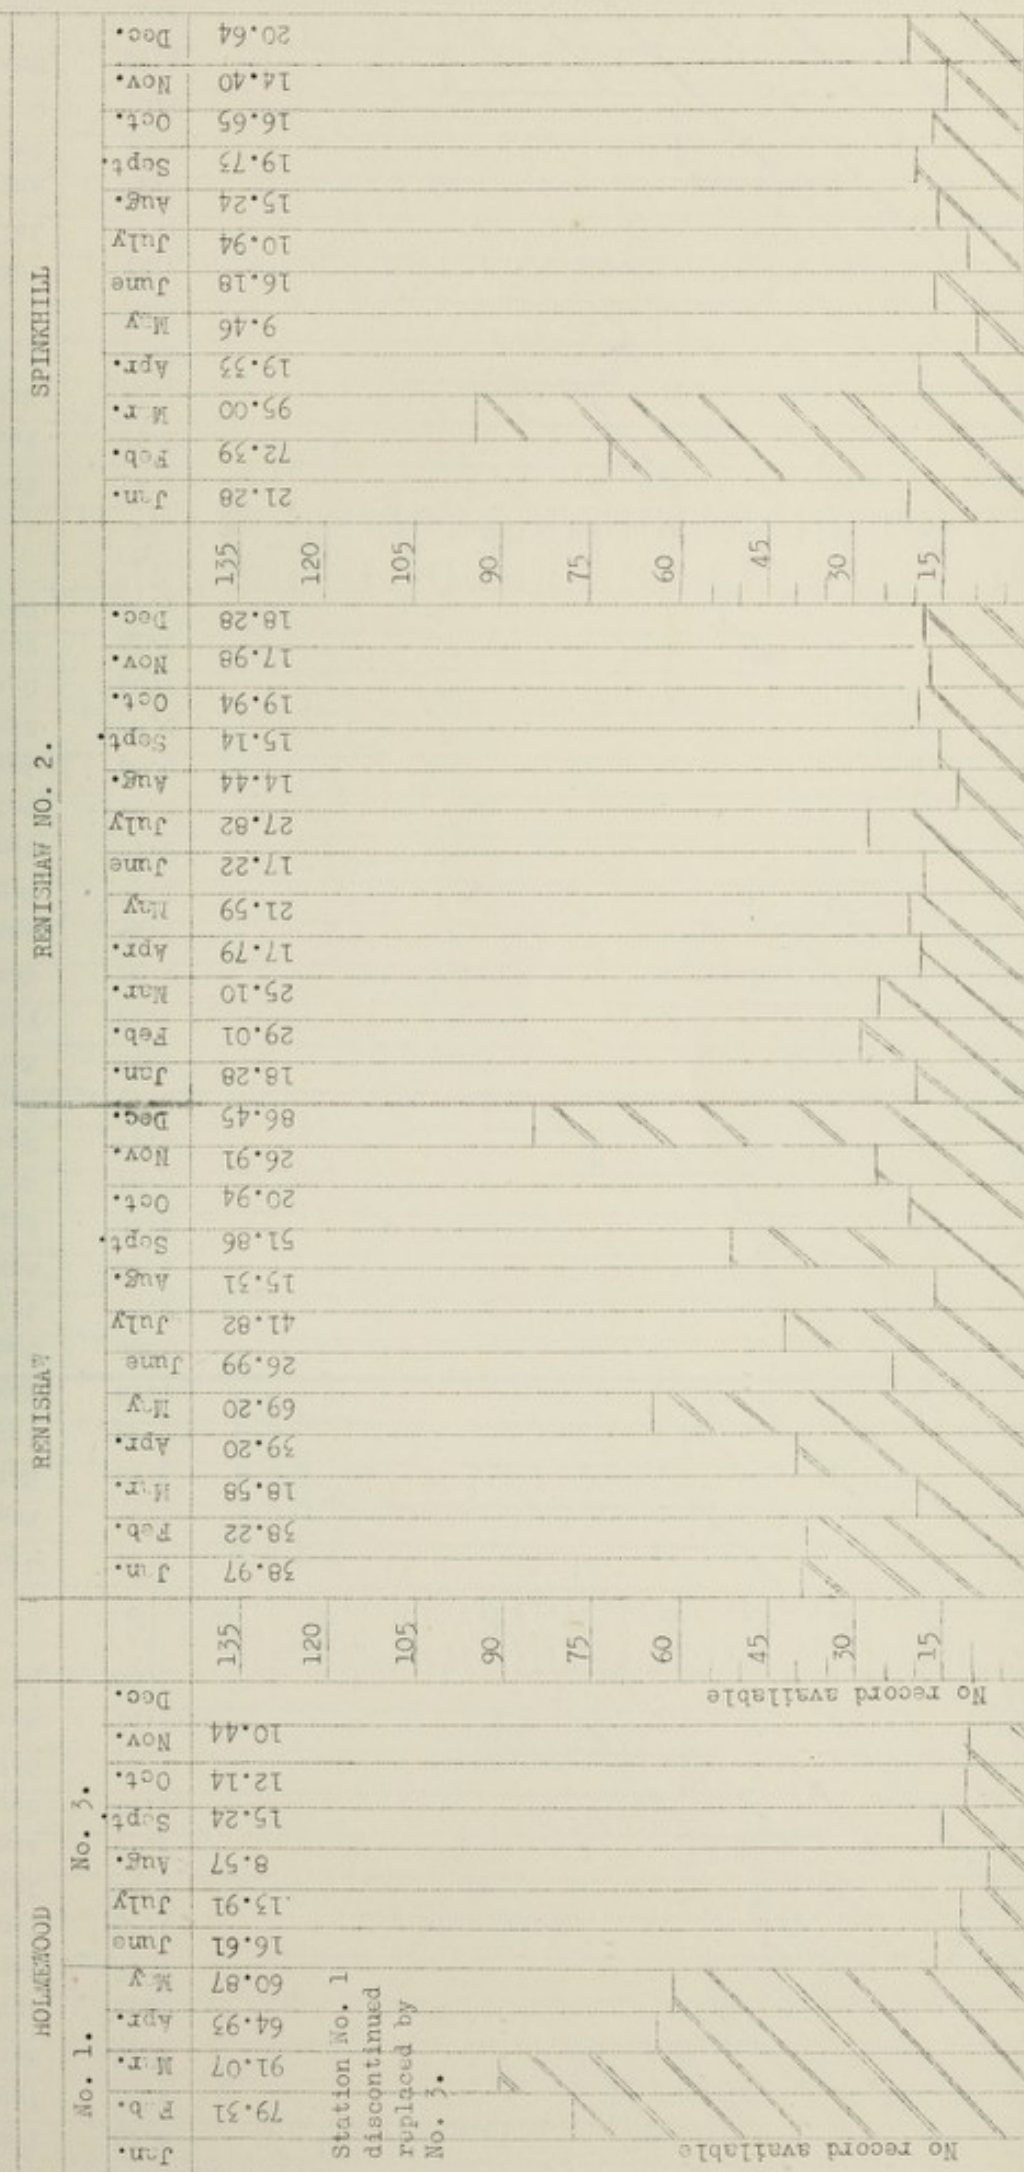 HOLMEWOOD
No. 1.
No. 3.
Jan.
No record available
Feb. 79.31
Mar. 91.07
Apr. 64.93
May 60.87
Station No. 1
discontinued
replaced by
No. 3.
June 16.61
July 13.91
Aug. 8.57
Sept. 15.24
Oct. 12.14
Nov. 10.44
Dec.
No record available
135
120
105
90
75
60
45
30
15
RENISHAW
Jan. 38.97
Feb. 38.22
Mar. 18.58
Apr. 39.20
May 69.20
June 26.99
July 41.82
Aug. 15.31
Sept. 51.86
Oct. 20.94
Nov. 26.91
Dec. 86.45
RENISHAW NO. 2.
Jan. 18.28
Feb. 29.01
Mar. 25.10
Apr. 17.79
May 21.59
June 17.22
July 27.82
Aug. 14.44
Sept. 15.14
Oct. 19.94
Nov. 17.98
Dec. 18.28
135
120
105
90
75
60
45
30
15
SPINKHILL
Jan. 21.28
Feb. 72.39
Mar. 95.00
Apr. 19.33
May 9.46
June 16.18
July 10.94
Aug. 15.24
Sept. 19.73
Oct. 16.65
Nov. 14.40
Dec. 20.64